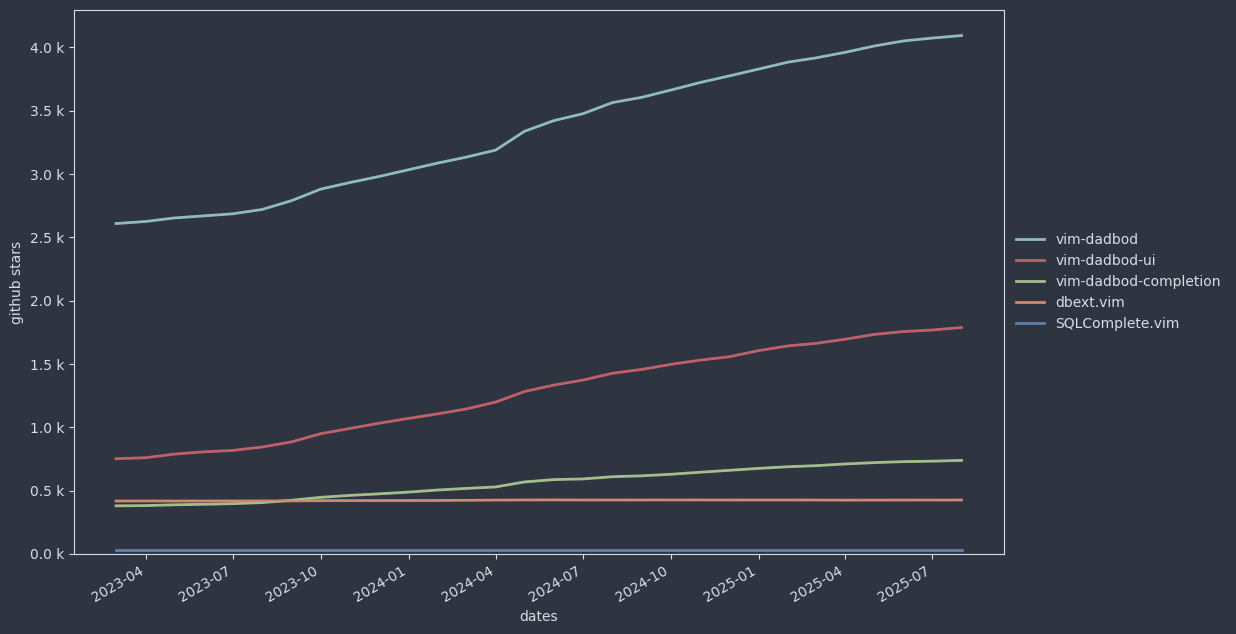 4.0 k
3.5 k
3.0 k
2.5 k
2.0 k
1.5 k
1.0 k
0.5 k
0.0 k
github stars
2023-04
2023-07
2023-10
2024-01
2024-04
2024-07
2024-10
2025-01
2025-04
2025-07
dates
vim-dadbod
vim-dadbod-ui
vim-dadbod-completion
dbext.vim
SQLComplete.vim